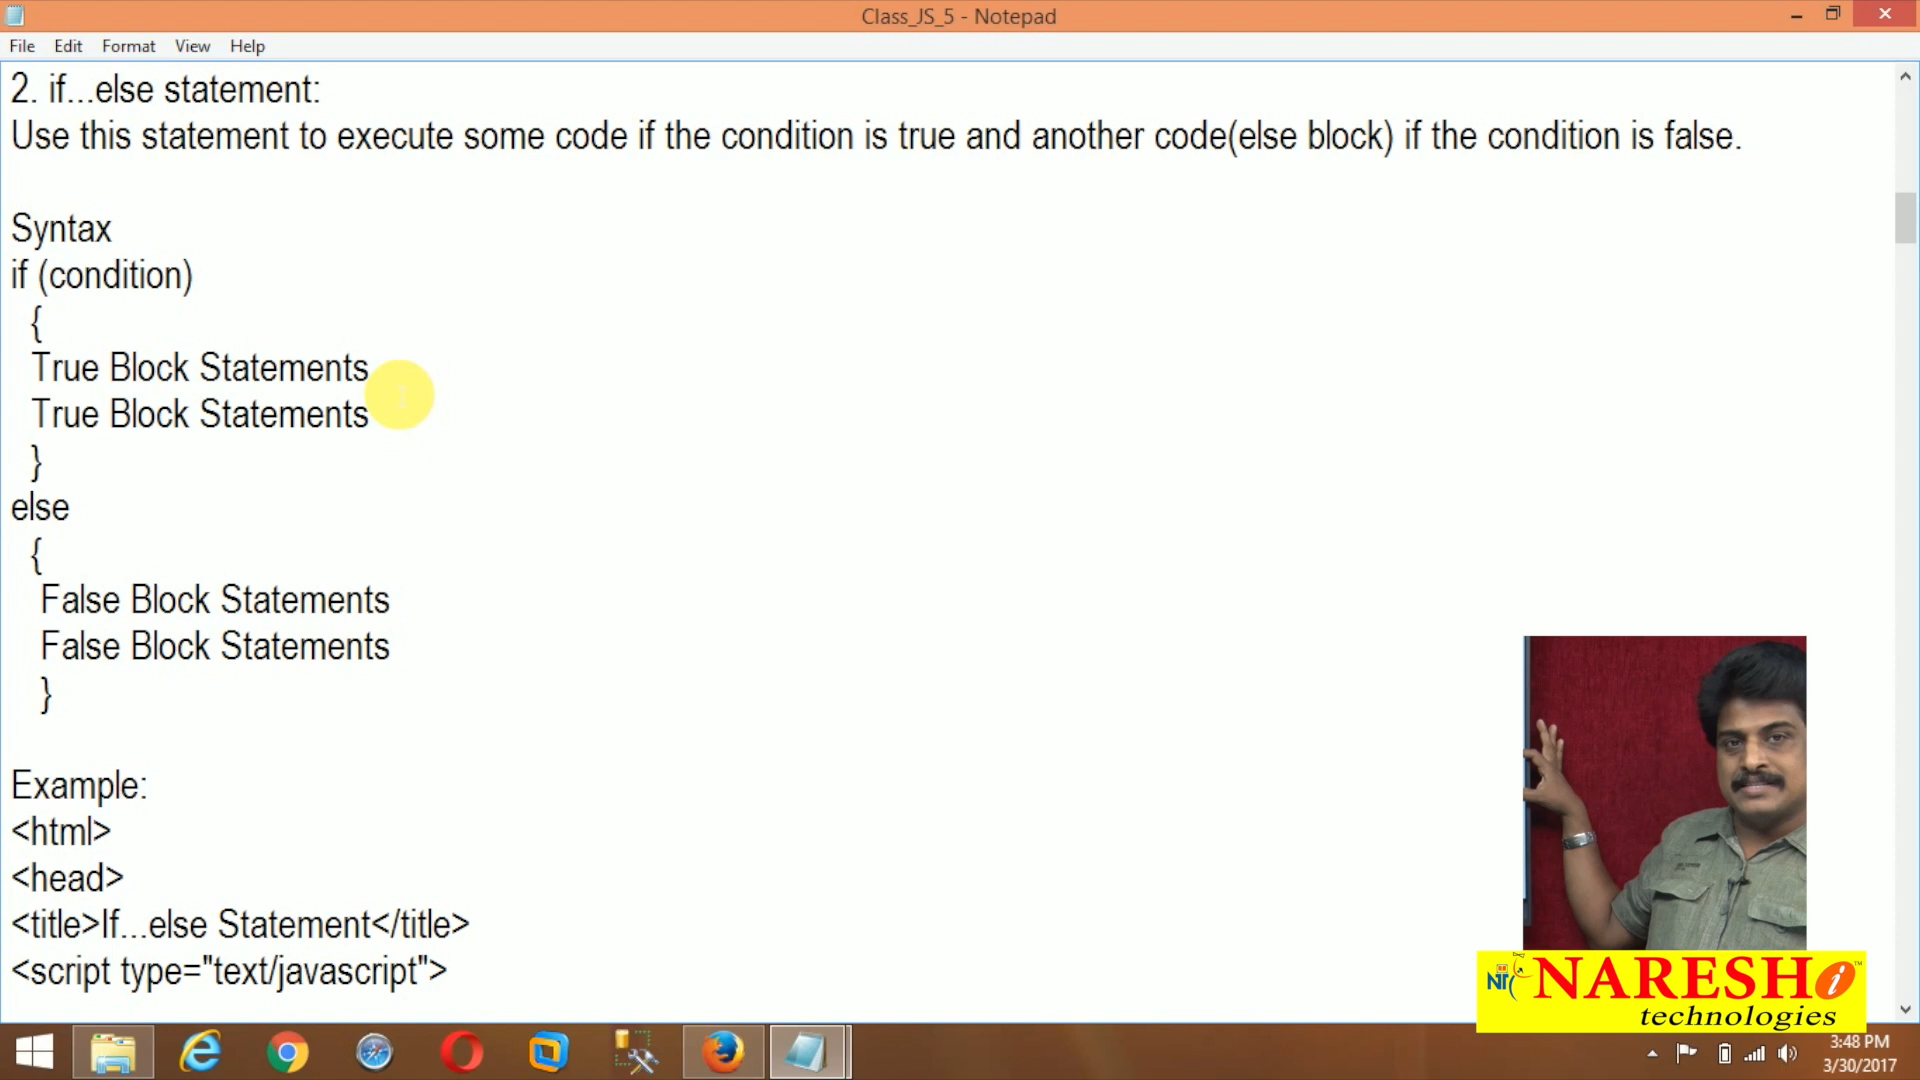 Class_JS_5 - Notepad
File Edit Format View Help
2. if...else statement:
Use this statement to execute some code if the condition is true and another code(else block) if the condition is false.
Syntax
if (condition)
{
True Block Statements
True Block Statements
}
else
{
False Block Statements
False Block Statements
}
Example:
<html>
<head>
<title>If...else Statement</title>
<script type="text/javascript">
NARESH i
technologies
3:48 PM
3/30/2017